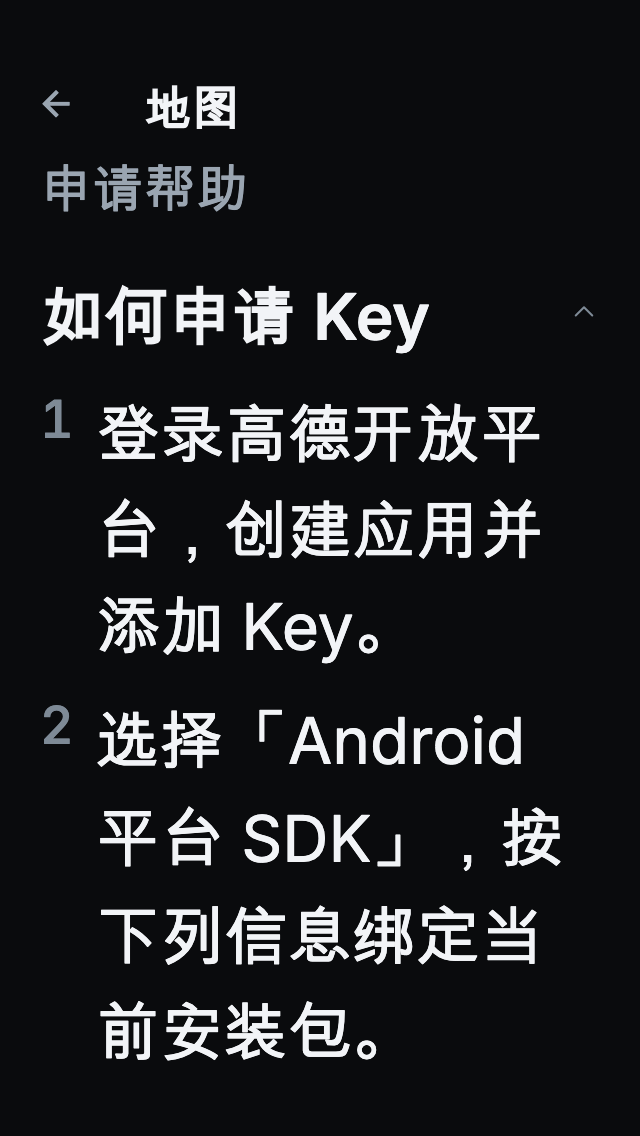 地图
申请帮助
如何申请 Key
1 登录高德开放平
台，创建应用并
添加 Key。
2 选择「Android
平台 SDK」，按
下列信息绑定当
前安装包。